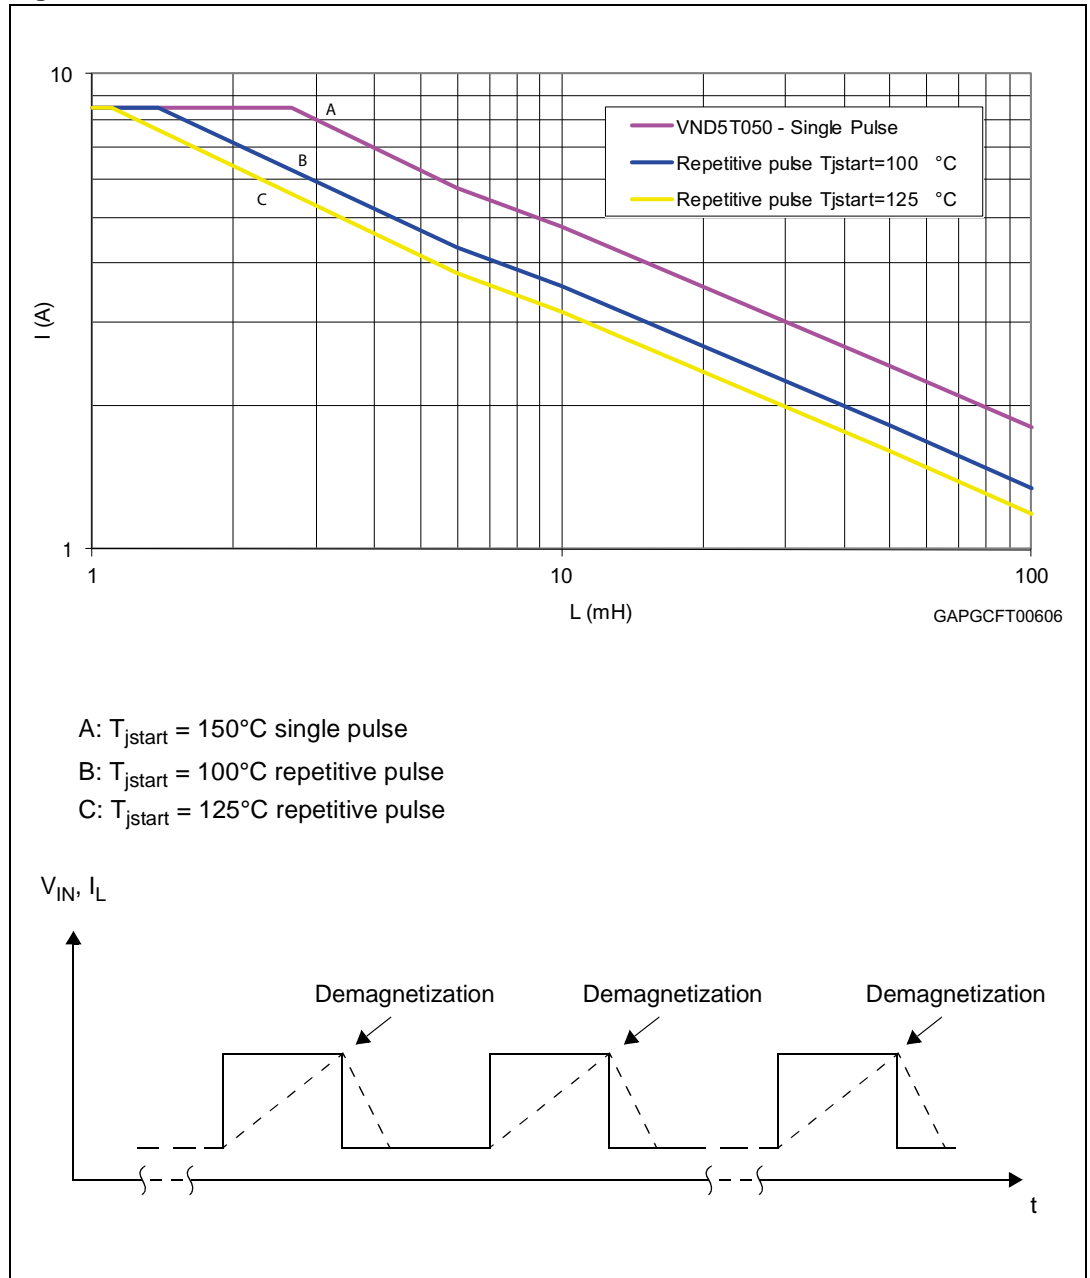 10
A
B
C
VND5T050 - Single Pulse
Repetitive pulse Tjstart=100 °C
Repetitive pulse Tjstart=125 °C
I (A)
1
1
10
100
L (mH)
GAPGCFT00606
A: Tjstart = 150°C single pulse
B: Tjstart = 100°C repetitive pulse
C: Tjstart = 125°C repetitive pulse
VIN, IL
Demagnetization
Demagnetization
Demagnetization
t